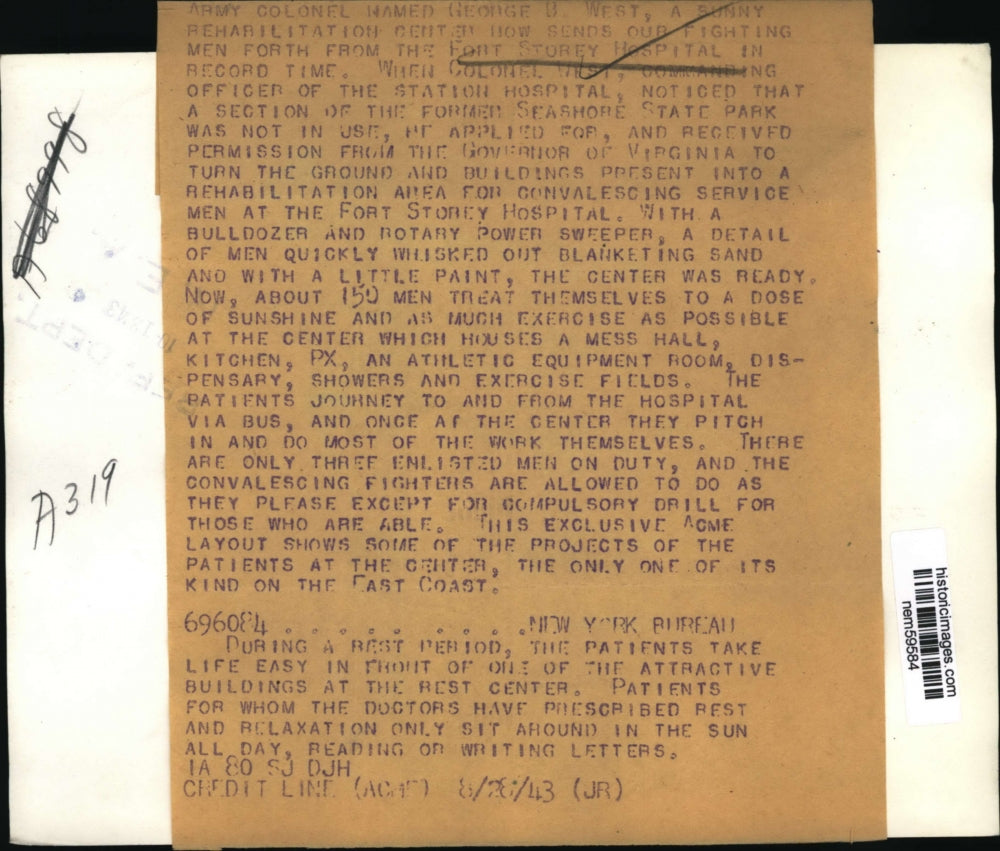 ARMY COLONEL NAMED GEORGE B. WEST, A SUNNY
REHABILITATION CENTER NOW SENDS OUR FIGHTING
MEN FORTH FROM THE FORT STOREY HOSPITAL IN
RECORD TIME. WHEN COLONEL WEST, COMMANDING
OFFICER OF THE STATION HOSPITAL, NOTICED THAT
A SECTION OF THE FORMER SEASHORE STATE PARK
WAS NOT IN USE, HE APPLIED FOR, AND RECEIVED
PERMISSION FROM THE GOVERNOR OF VIRGINIA TO
TURN THE GROUND AND BUILDINGS PRESENT INTO A
REHABILITATION AREA FOR CONVALESCING SERVICE
MEN AT THE FORT STOREY HOSPITAL. WITH A
BULLDOZER AND ROTARY POWER SWEEPER, A DETAIL
OF MEN QUICKLY WHISKED OUT BLANKETING SAND
AND WITH A LITTLE PAINT, THE CENTER WAS READY.
NOW, ABOUT 150 MEN TREAT THEMSELVES TO A DOSE
OF SUNSHINE AND AS MUCH EXERCISE AS POSSIBLE
AT THE CENTER WHICH HOUSES A MESS HALL,
KITCHEN, PX, AN ATHLETIC EQUIPMENT ROOM, DIS-
PENSARY, SHOWERS AND EXERCISE FIELDS. THE
PATIENTS JOURNEY TO AND FROM THE HOSPITAL
VIA BUS, AND ONCE AT THE CENTER THEY PITCH
IN AND DO MOST OF THE WORK THEMSELVES. THERE
ARE ONLY THREE ENLISTED MEN ON DUTY, AND THE
CONVALESCING FIGHTERS ARE ALLOWED TO DO AS
THEY PLEASE EXCEPT FOR COMPULSORY DRILL FOR
THOSE WHO ARE ABLE. THIS EXCLUSIVE ACME
LAYOUT SHOWS SOME OF THE PROJECTS OF THE
PATIENTS AT THE CENTER, THE ONLY ONE OF ITS
KIND ON THE EAST COAST.
696084 . . . . . . . . . . NEW YORK BUREAU
DURING A REST PERIOD, THE PATIENTS TAKE
LIFE EASY IN FRONT OF ONE OF THE ATTRACTIVE
BUILDINGS AT THE REST CENTER. PATIENTS
FOR WHOM THE DOCTORS HAVE PRESCRIBED REST
AND RELAXATION ONLY SIT AROUND IN THE SUN
ALL DAY, READING OR WRITING LETTERS.
1A 80 SJ DJH
CREDIT LINE (ACME) 8/26/43 (JR)
A319
DEPT
historicimages.com
nem59584